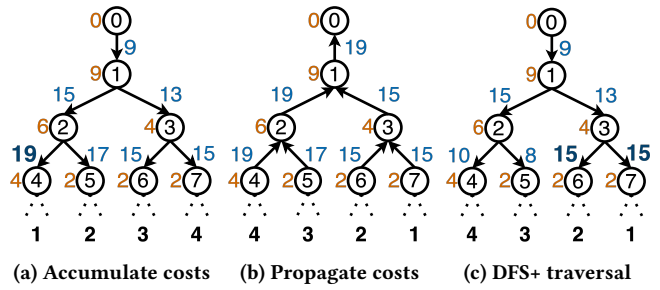 0 0 0 0 0 0
9 19 9
9 1 9 1 9 1
15 13 19 15 15 13
6 2 4 3 6 2 4 3 6 2 4 3
19 17 15 15 19 17 15 15 10 8 15 15
4 4 2 5 2 6 2 7 4 4 2 5 2 6 2 7 4 4 2 5 2 6 2 7
1 2 3 4 4 3 2 1 4 3 2 1
(a) Accumulate costs (b) Propagate costs (c) DFS+ traversal